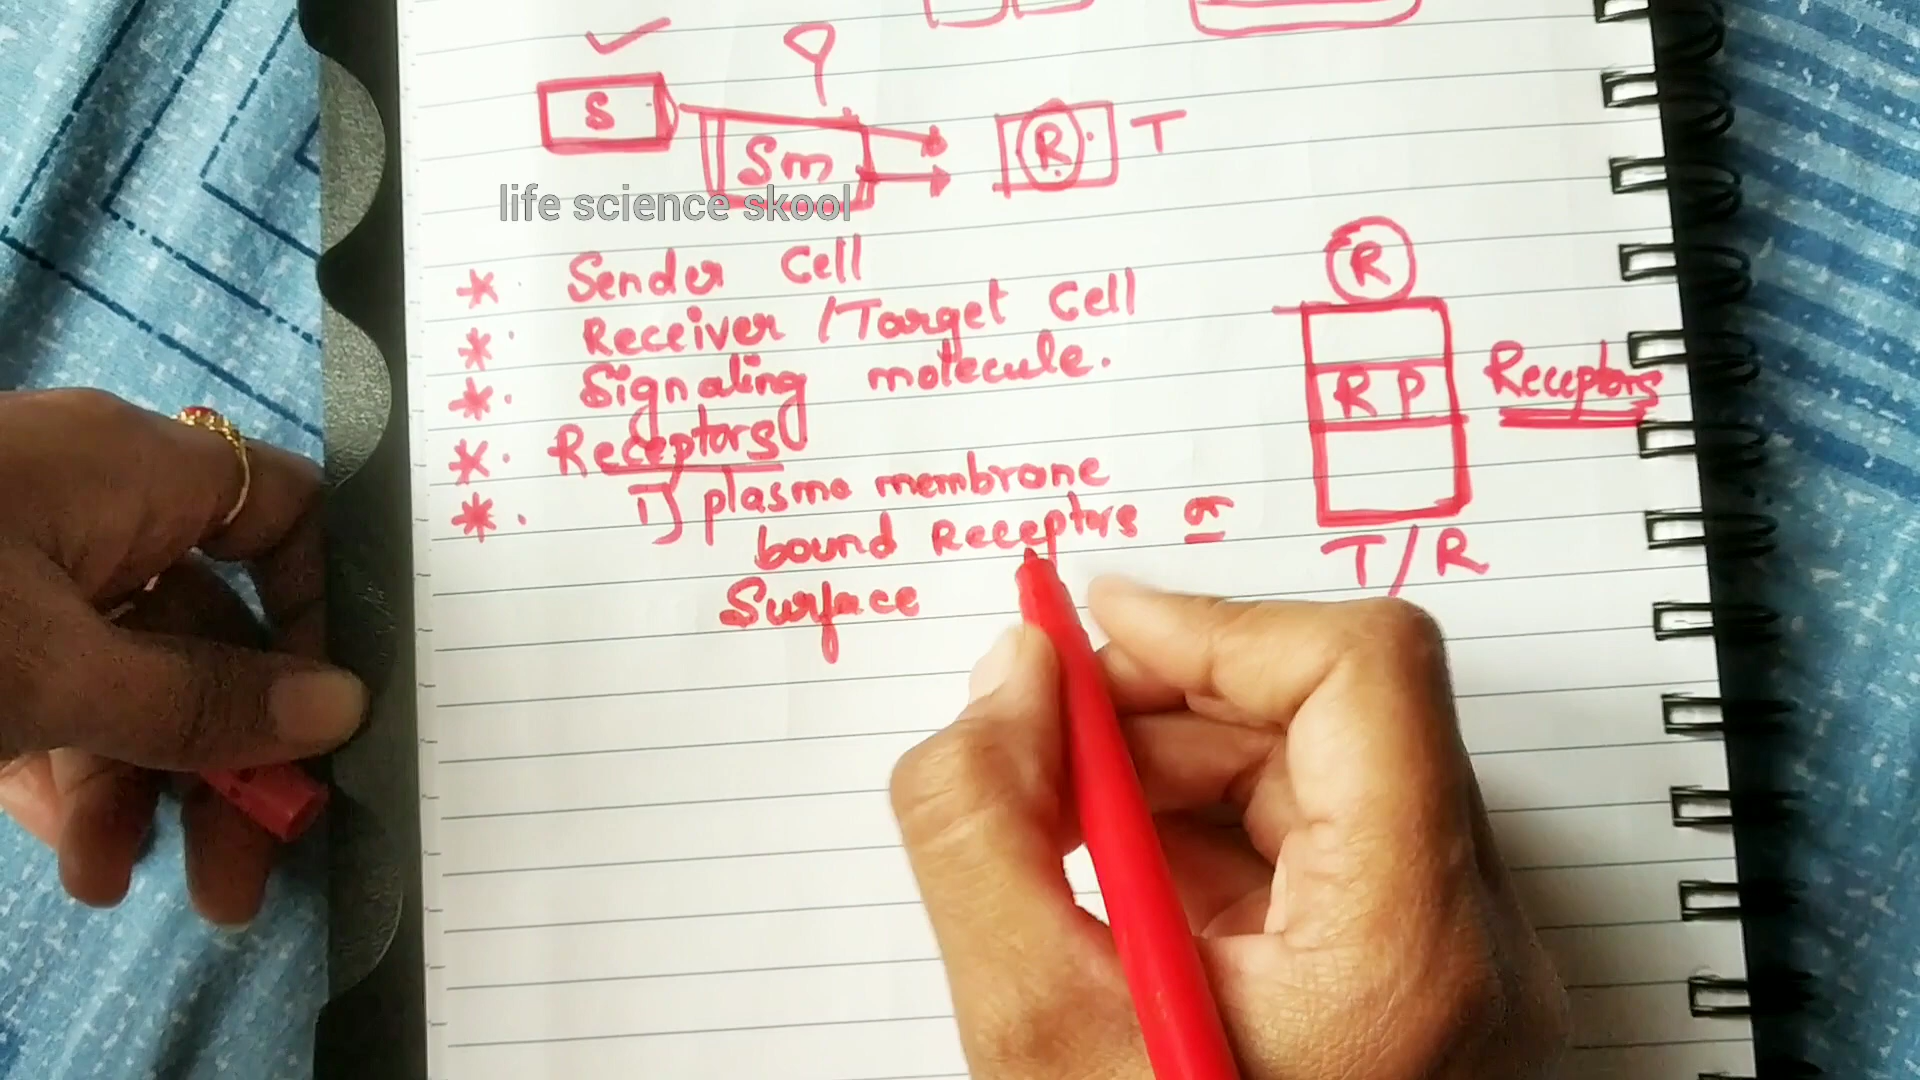 S
Sm
R
T
life science skool
* . Sender Cell
* . Receiver / Target Cell
* . Signaling molecule.
* . Receptors
* . 1] plasma membrane
bound Receptors or
Surface
R
R P
Receptors
T/R